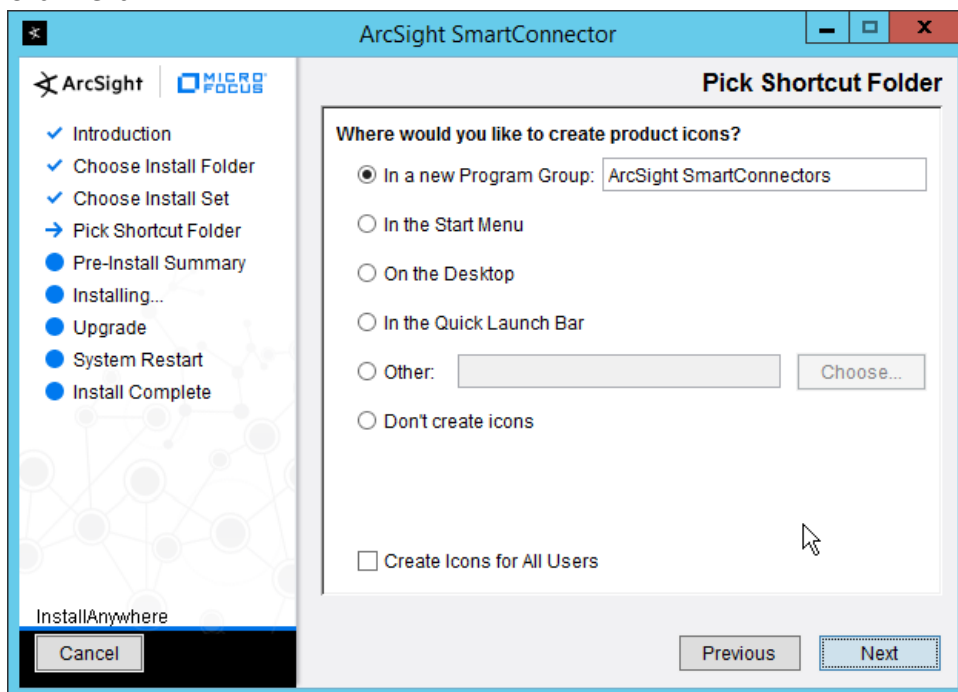 ArcSight SmartConnector
ArcSight
MICRO FOCUS
Pick Shortcut Folder
Introduction
Choose Install Folder
Choose Install Set
Pick Shortcut Folder
Pre-Install Summary
Installing...
Upgrade
System Restart
Install Complete
Where would you like to create product icons?
In a new Program Group: ArcSight SmartConnectors
In the Start Menu
On the Desktop
In the Quick Launch Bar
Other: Choose...
Don't create icons
Create Icons for All Users
InstallAnywhere
Cancel Previous Next